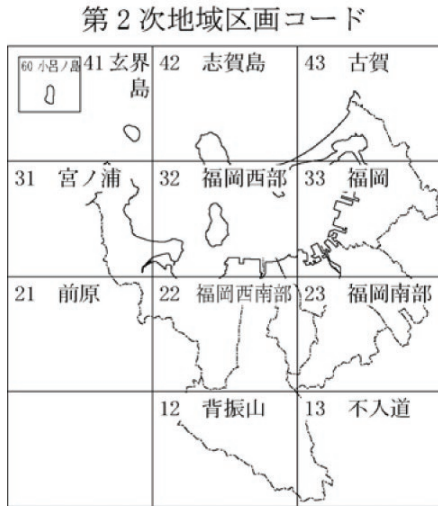 第2次地域区画コード
60 小呂ノ島
41 玄界島
42 志賀島
43 古賀
31 宮ノ浦
32 福岡西部
33 福岡
21 前原
22 福岡西南部
23 福岡南部
12 背振山
13 不入道